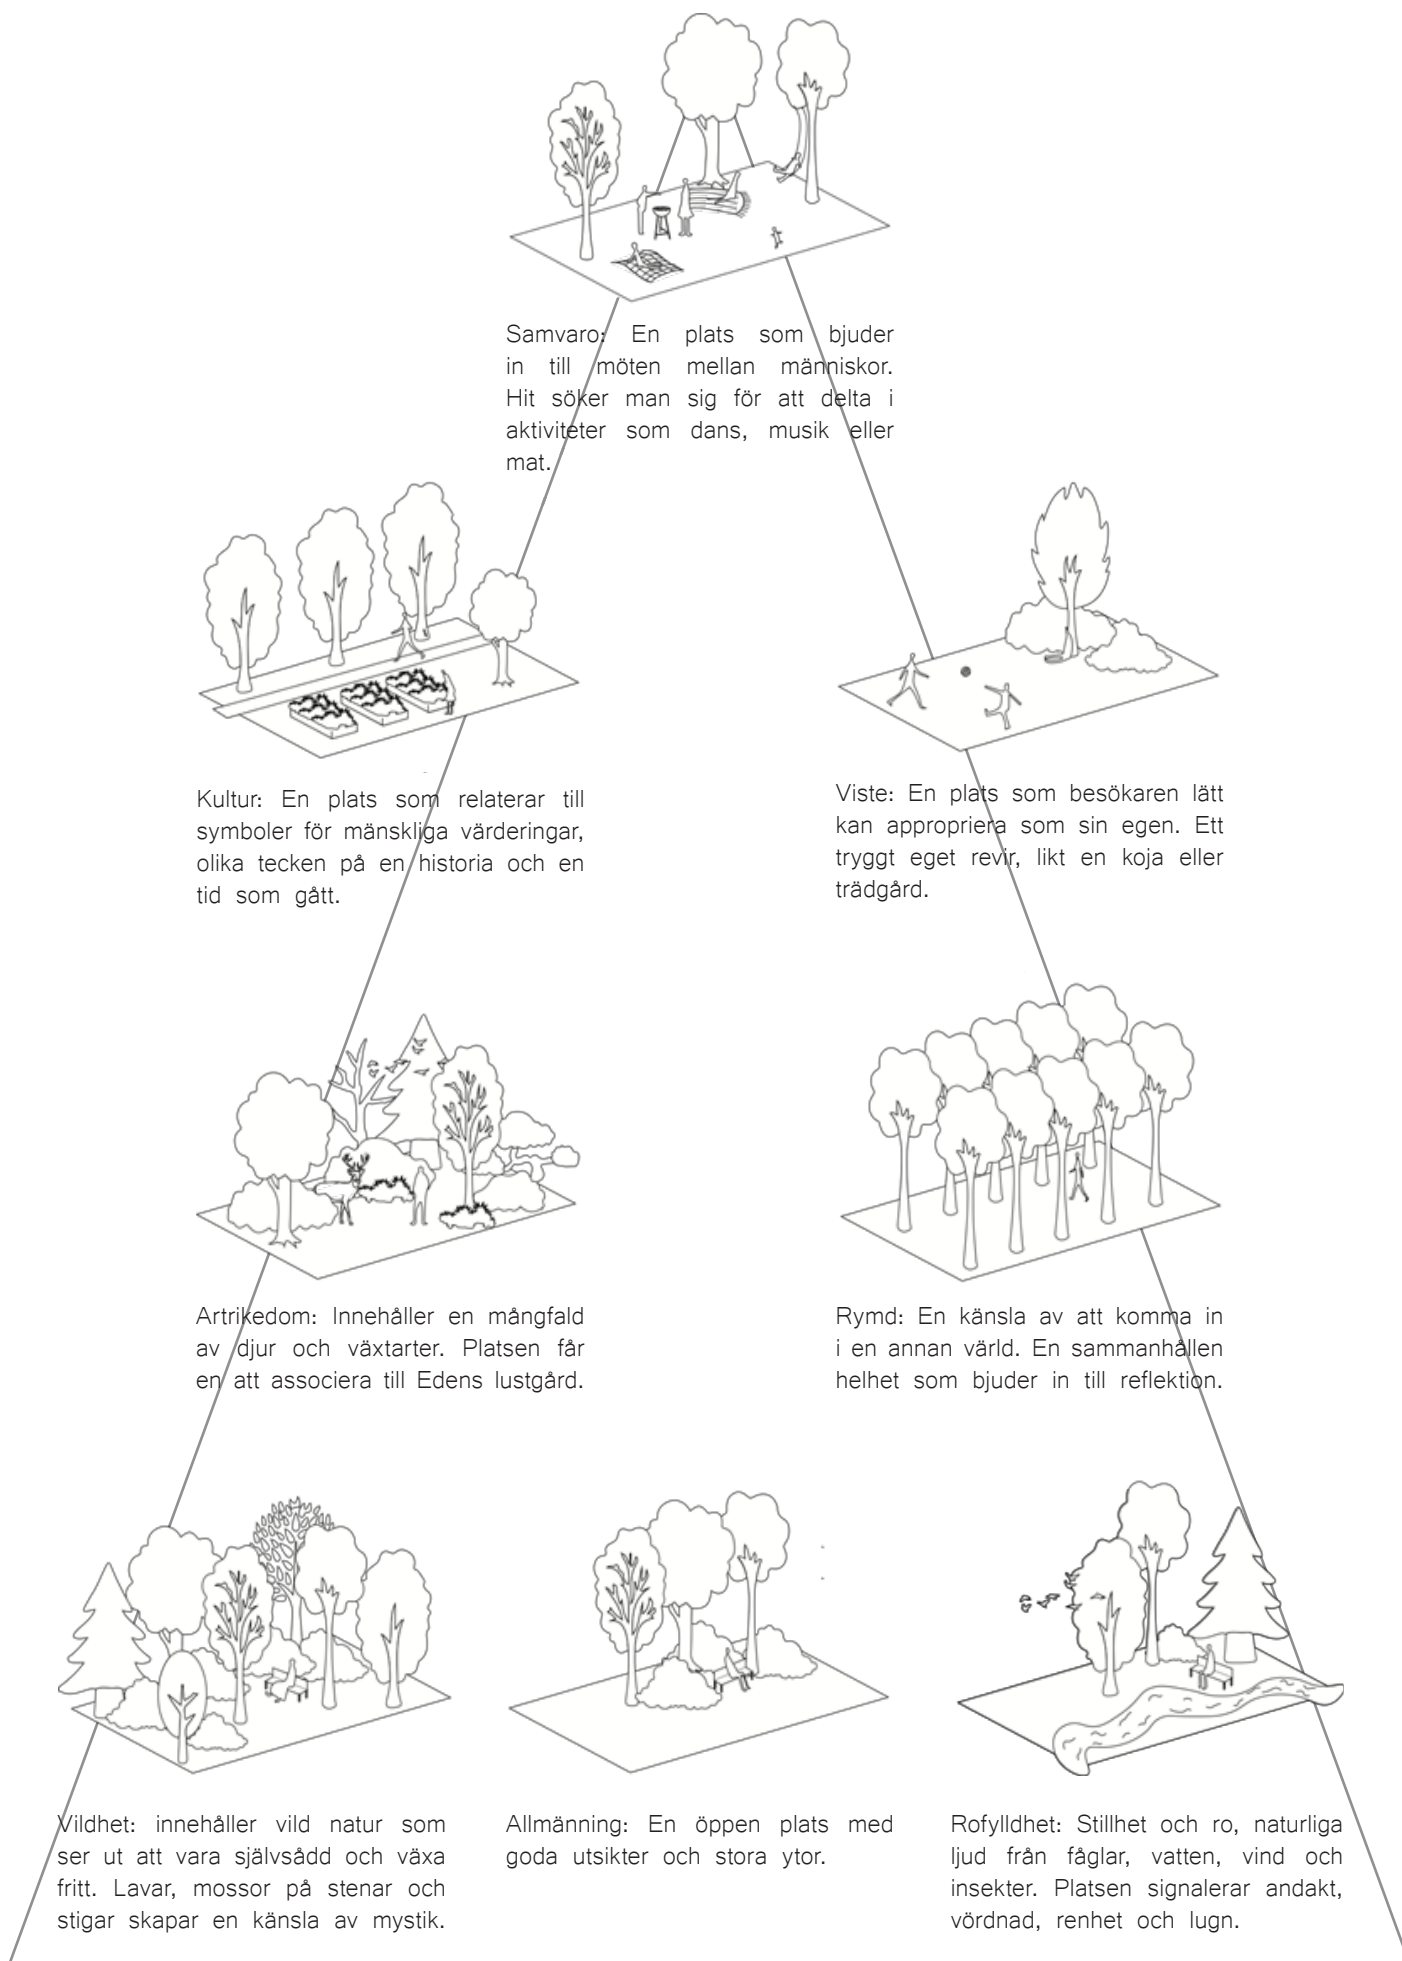 Samvaro: En plats som bjuder
in till möten mellan människor.
Hit söker man sig för att delta i
aktiviteter som dans, musik eller
mat.
Kultur: En plats som relaterar till
symboler för mänskliga värderingar,
olika tecken på en historia och en
tid som gått.
Viste: En plats som besökaren lätt
kan appropriera som sin egen. Ett
tryggt eget revir, likt en koja eller
trädgård.
Artrikedom: Innehåller en mångfald
av djur och växtarter. Platsen får
en att associera till Edens lustgård.
Rymd: En känsla av att komma in
i en annan värld. En sammanhållen
helhet som bjuder in till reflektion.
Vildhet: innehåller vild natur som
ser ut att vara självsådd och växa
fritt. Lavar, mossor på stenar och
stigar skapar en känsla av mystik.
Allmänning: En öppen plats med
goda utsikter och stora ytor.
Rofylldhet: Stillhet och ro, naturliga
ljud från fåglar, vatten, vind och
insekter. Platsen signalerar andakt,
vördnad, renhet och lugn.